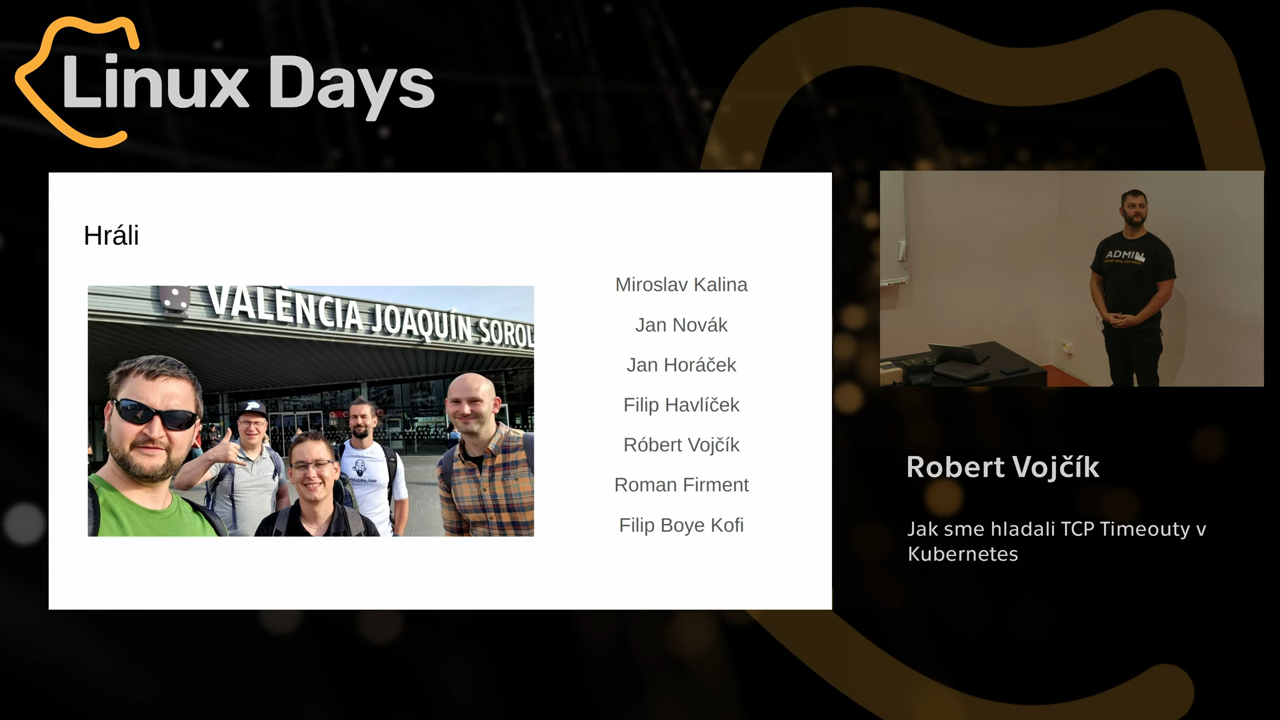 Linux Days
Hráli
VALÈNCIA JOAQUÍN SOROL
Miroslav Kalina
Jan Novák
Jan Horáček
Filip Havlíček
Róbert Vojčík
Roman Firment
Filip Boye Kofi
ADMIN
Robert Vojčík
Jak sme hladali TCP Timeouty v
Kubernetes